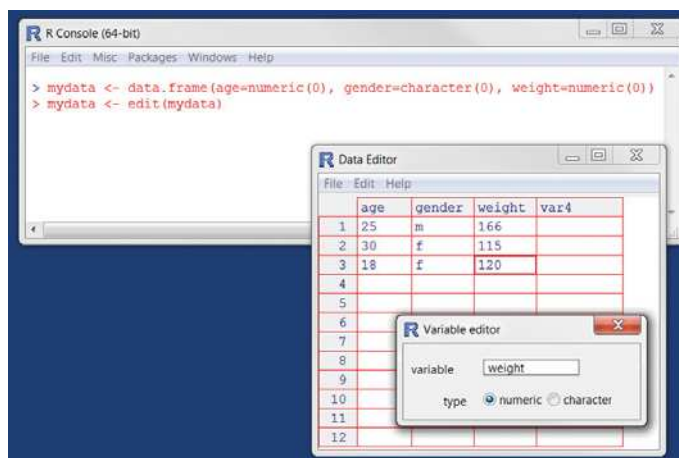 R Console (64-bit)
File Edit Misc Packages Windows Help
> mydata <- data.frame(age=numeric(0), gender=character(0), weight=numeric(0))
> mydata <- edit(mydata)
R Data Editor
File Edit Help
age gender weight var4
1 25 m 166
2 30 f 115
3 18 f 120
4
5
6
7
8
9
10
11
12
R Variable editor
variable weight
type numeric character